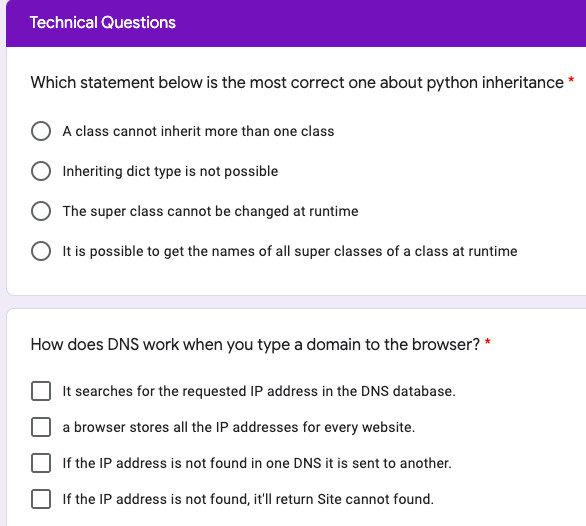 Technical Questions
Which statement below is the most correct one about python inheritance *
A class cannot inherit more than one class
Inheriting dict type is not possible
The super class cannot be changed at runtime
It is possible to get the names of all super classes of a class at runtime
How does DNS work when you type a domain to the browser? *
It searches for the requested IP address in the DNS database.
a browser stores all the IP addresses for every website.
If the IP address is not found in one DNS it is sent to another.
If the IP address is not found, it'll return Site cannot found.